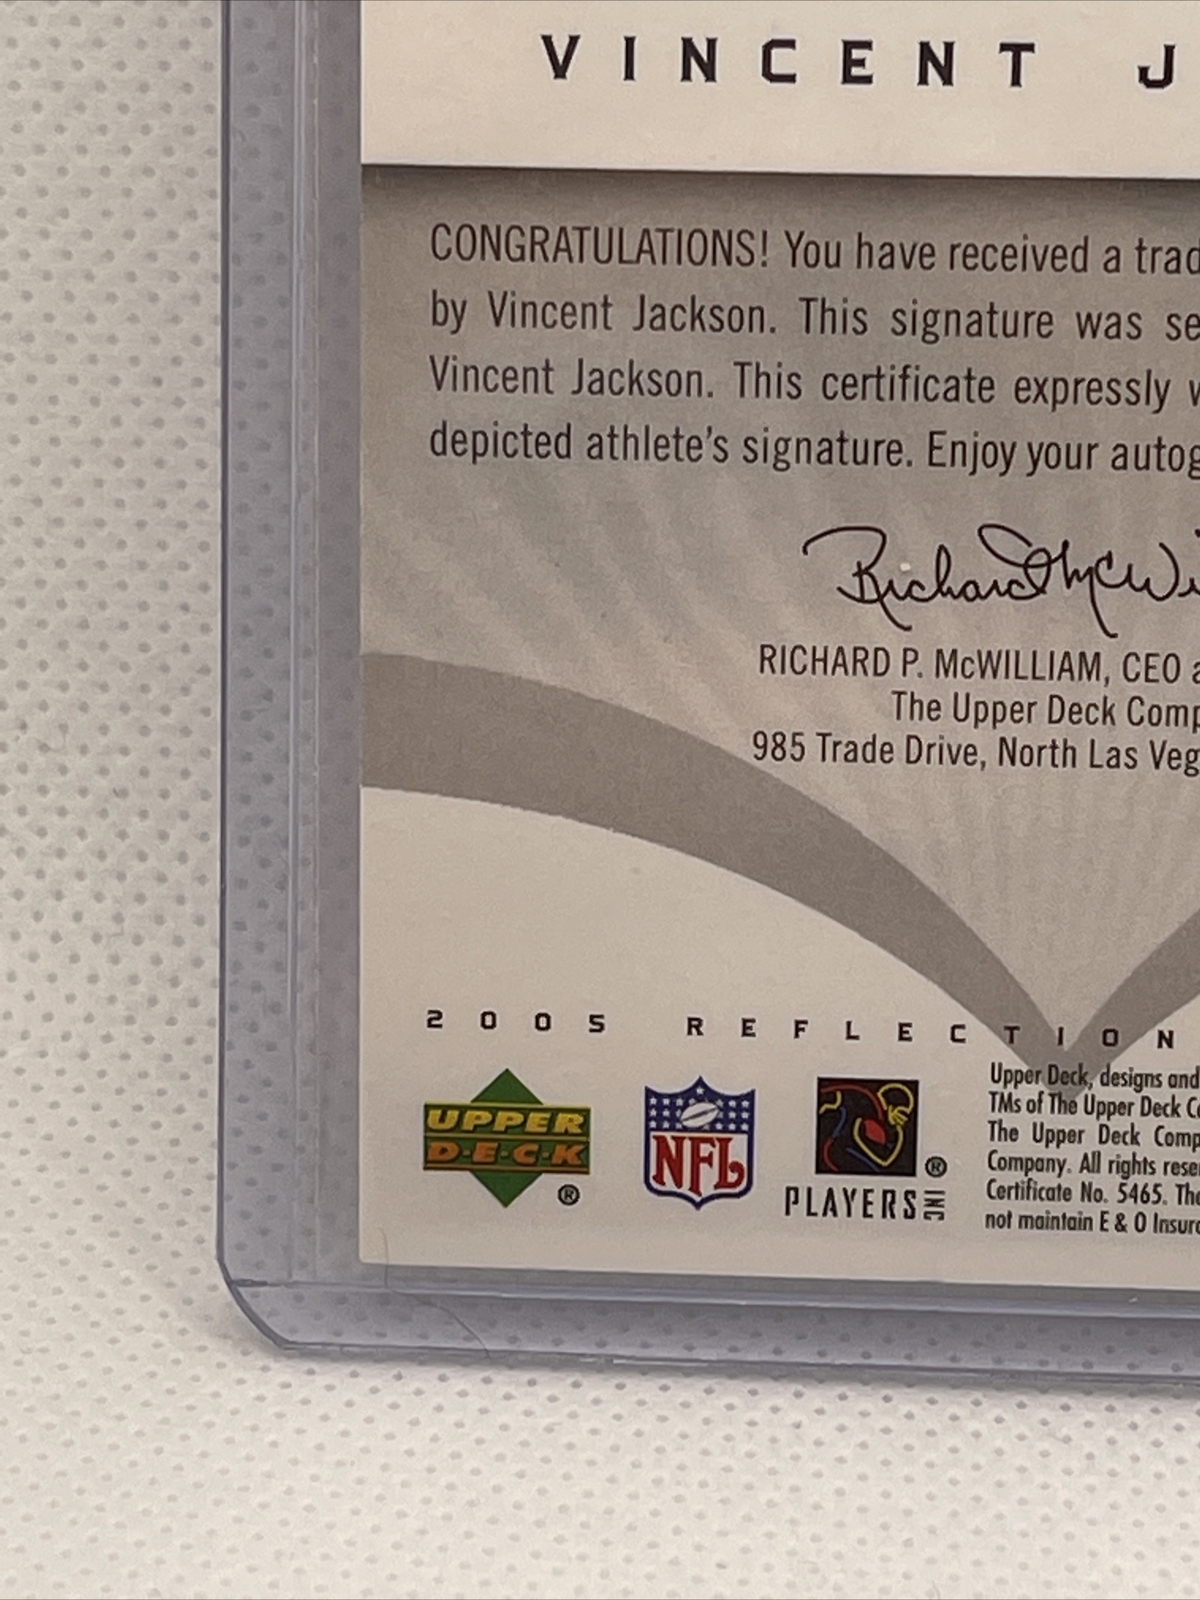 VINCENT J
CONGRATULATIONS! You have received a trad
by Vincent Jackson. This signature was se
Vincent Jackson. This certificate expressly w
depicted athlete's signature. Enjoy your autog
Richard McWi
RICHARD P. McWILLIAM, CEO a
The Upper Deck Comp
985 Trade Drive, North Las Veg
2005 REFLECTION
UPPER
D·E·C·K
®
NFL
®
PLAYERS INC
Upper Deck, designs and
TMs of The Upper Deck Co
The Upper Deck Comp
Company. All rights rese
Certificate No. 5465. The
not maintain E & O Insur